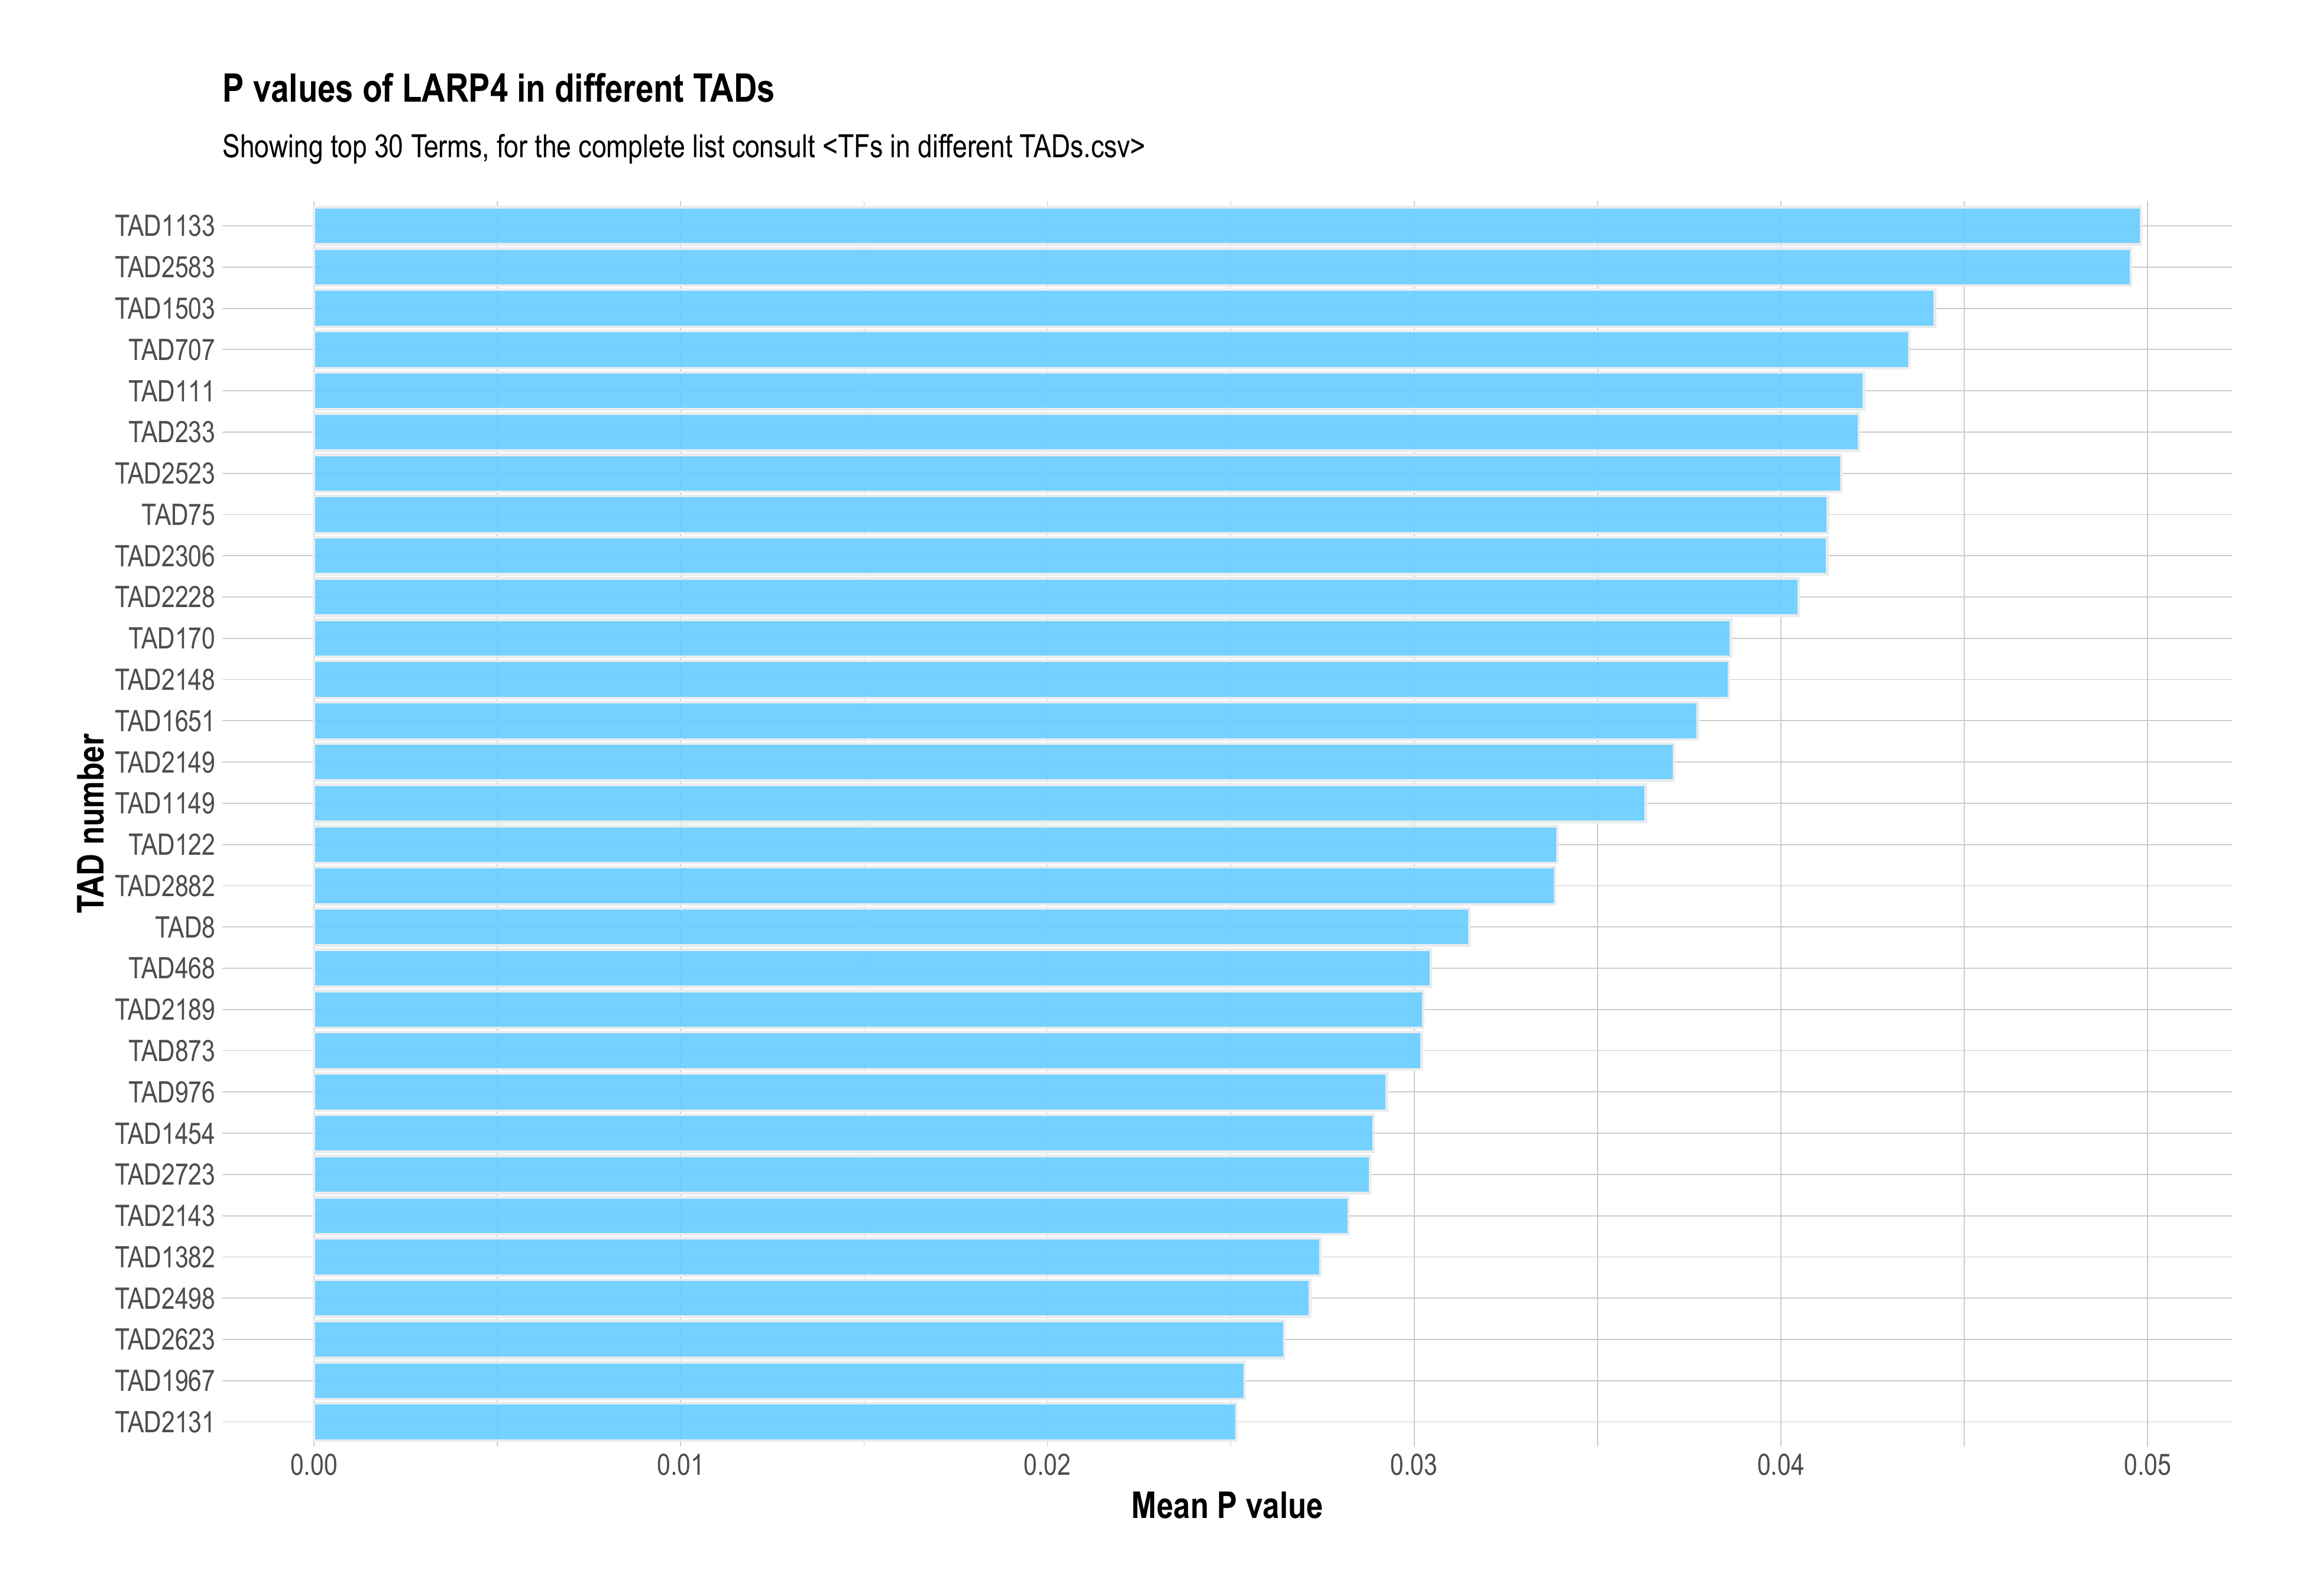 P values of LARP4 in different TADs
Showing top 30 Terms, for the complete list consult <TFs in different TADs.csv>
TAD number
TAD1133
TAD2583
TAD1503
TAD707
TAD111
TAD233
TAD2523
TAD75
TAD2306
TAD2228
TAD170
TAD2148
TAD1651
TAD2149
TAD1149
TAD122
TAD2882
TAD8
TAD468
TAD2189
TAD873
TAD976
TAD1454
TAD2723
TAD2143
TAD1382
TAD2498
TAD2623
TAD1967
TAD2131
0.00 0.01 0.02 0.03 0.04 0.05
Mean P value